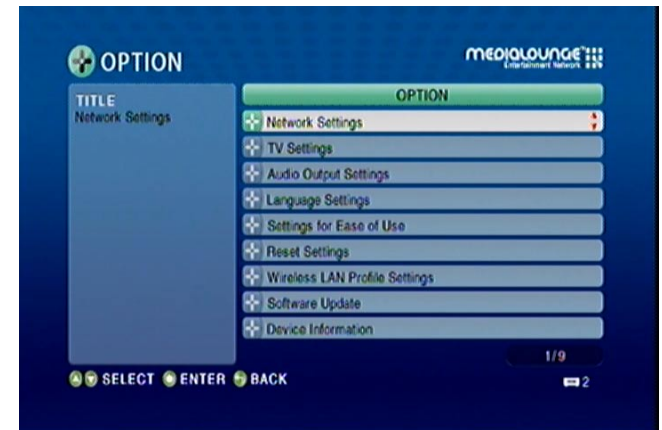 OPTION
MEDIALOUNGE
Entertainment Network
TITLE
Network Settings
OPTION
Network Settings
TV Settings
Audio Output Settings
Language Settings
Settings for Ease of Use
Reset Settings
Wireless LAN Profile Settings
Software Update
Device Information
1/9
SELECT ENTER BACK
2